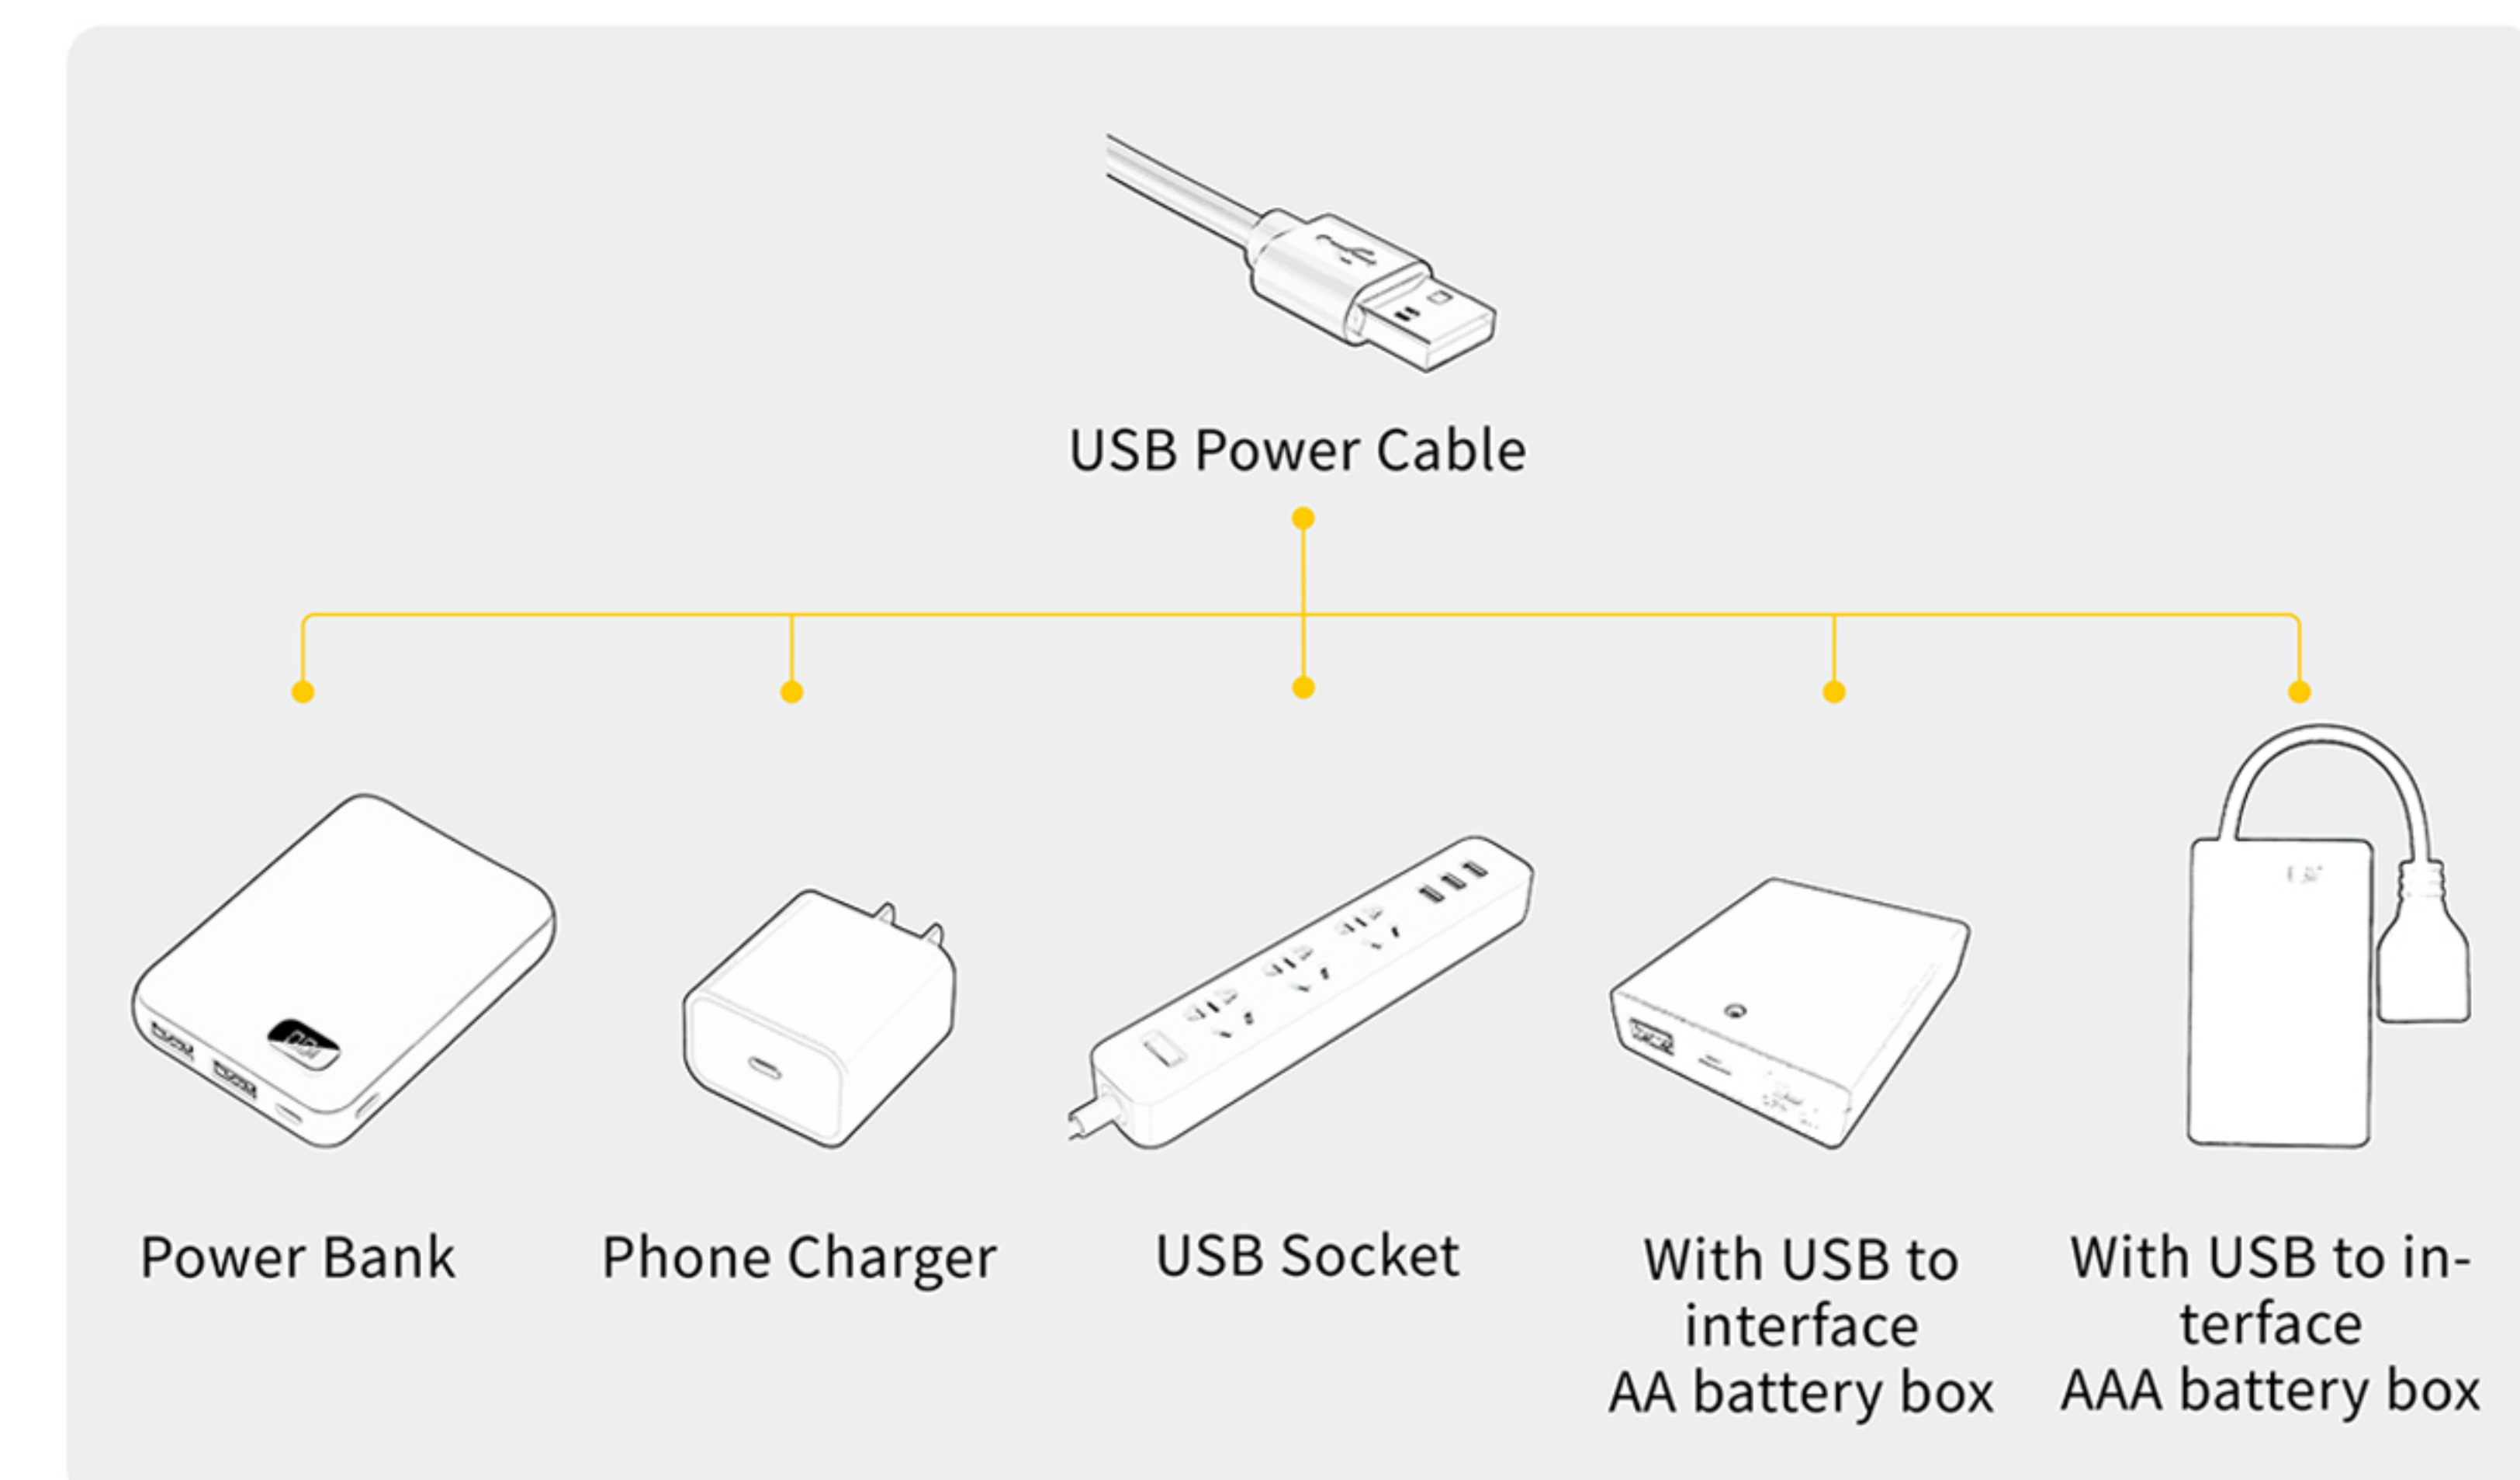 USB Power Cable
Power Bank
Phone Charger
USB Socket
With USB to
interface
AA battery box
With USB to in-
terface
AAA battery box